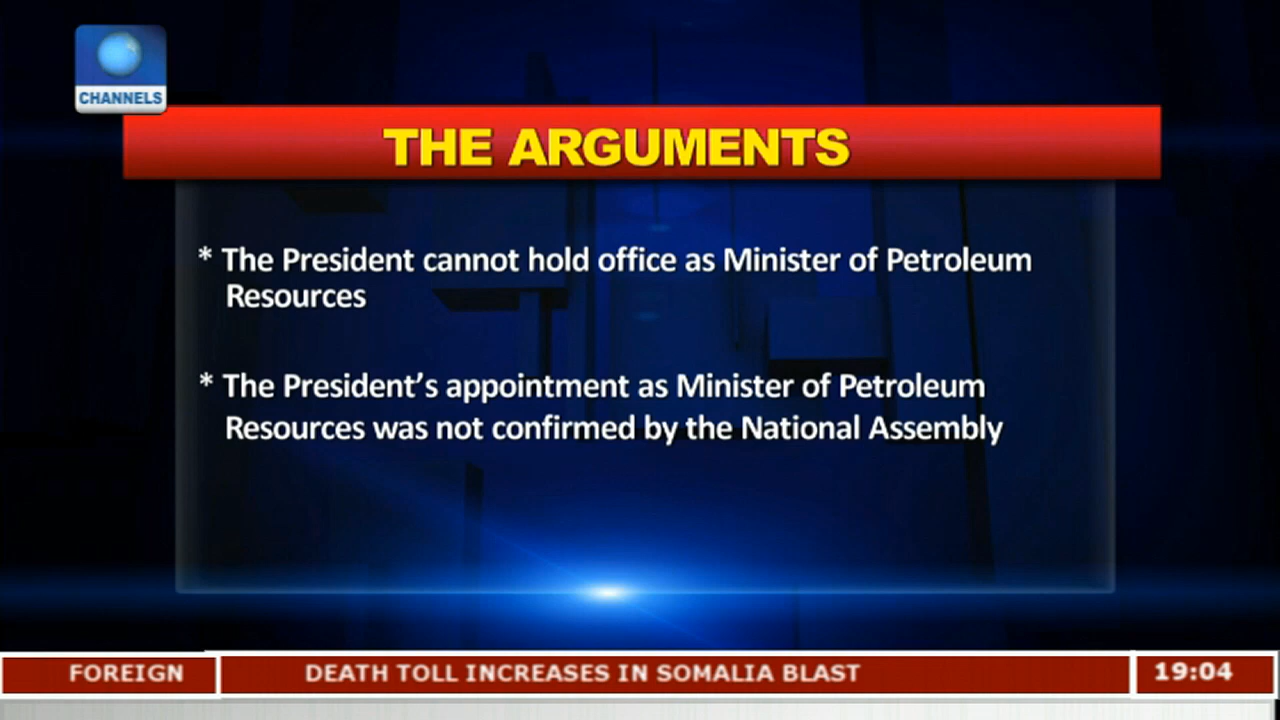 CHANNELS
THE ARGUMENTS
* The President cannot hold office as Minister of Petroleum
Resources
* The President’s appointment as Minister of Petroleum
Resources was not confirmed by the National Assembly
FOREIGN
DEATH TOLL INCREASES IN SOMALIA BLAST
19:04